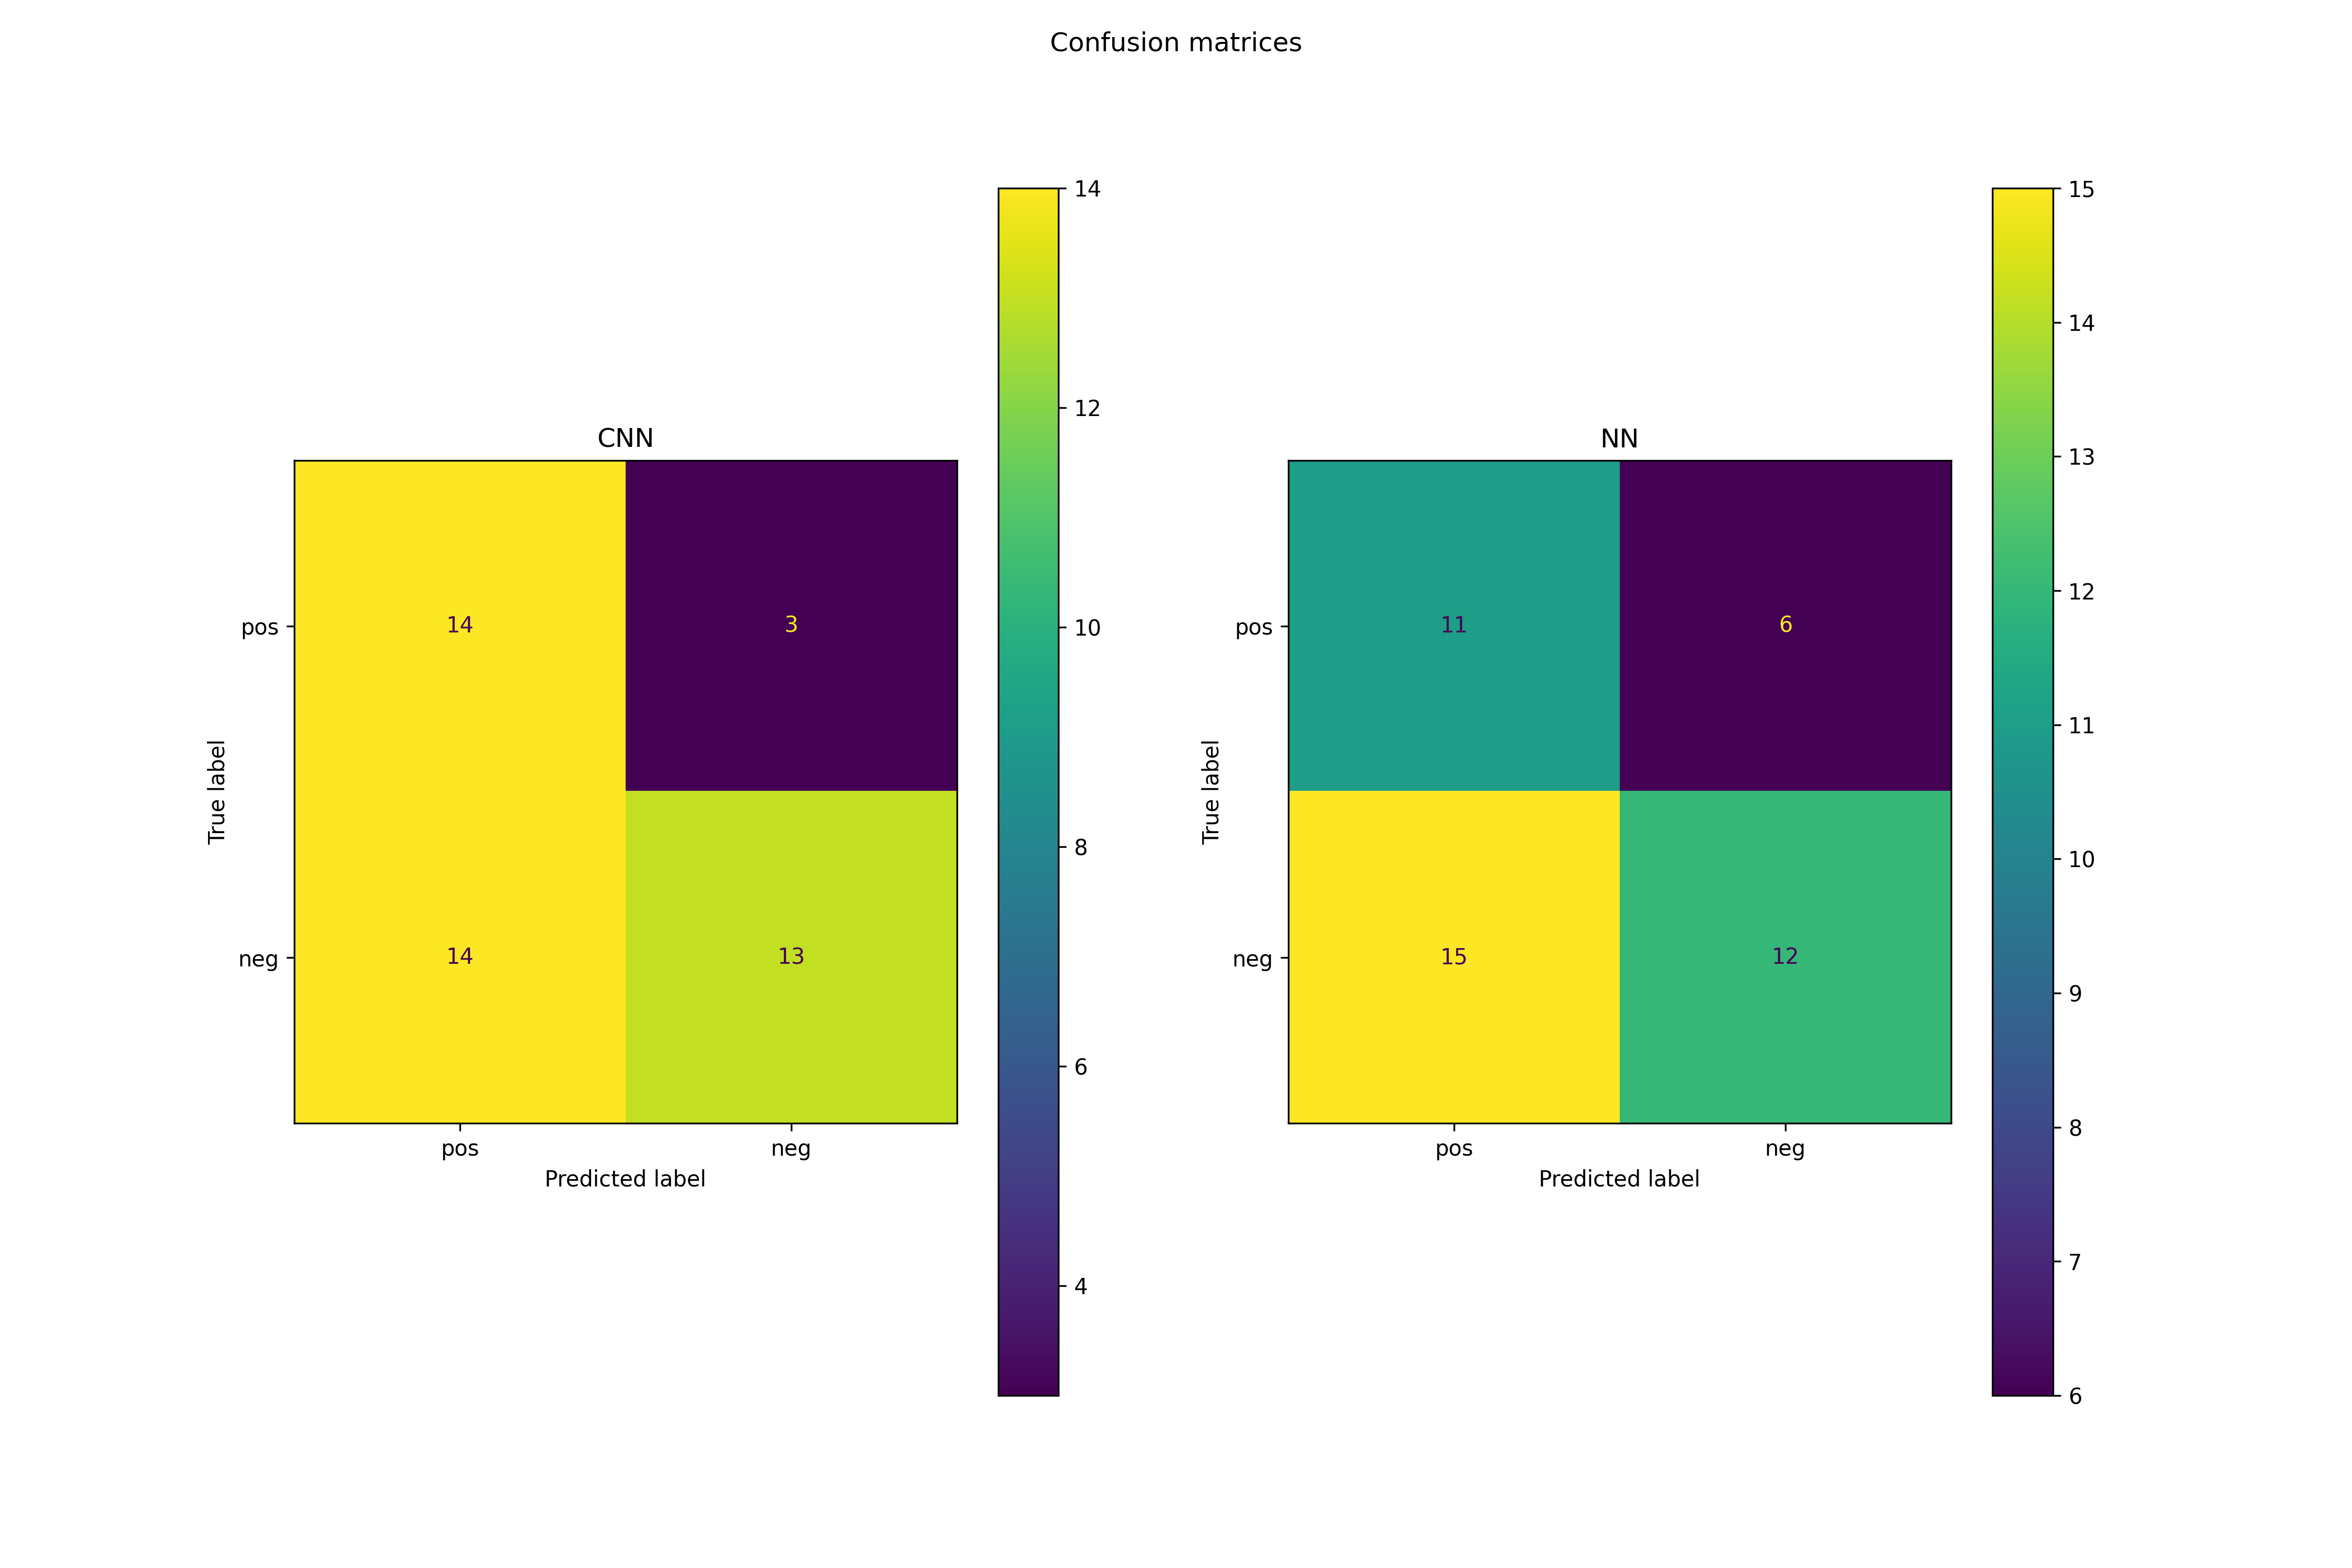 Confusion matrices
CNN
pos
neg
True label
14
3
14
13
pos
neg
Predicted label
14
12
10
8
6
4
NN
pos
neg
True label
11
6
15
12
pos
neg
Predicted label
15
14
13
12
11
10
9
8
7
6